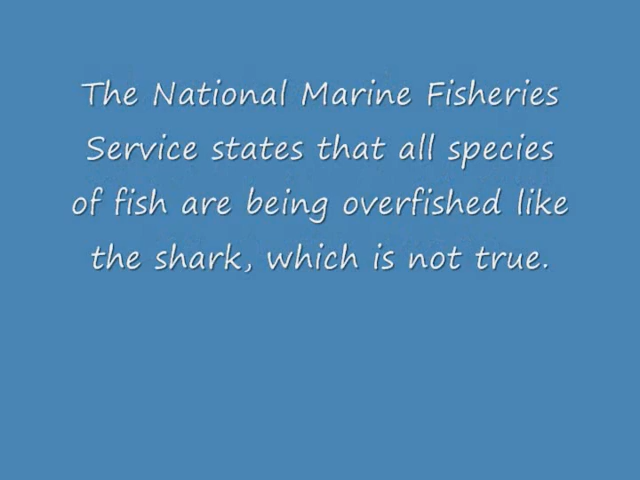 The National Marine Fisheries
Service states that all species
of fish are being overfished like
the shark, which is not true.